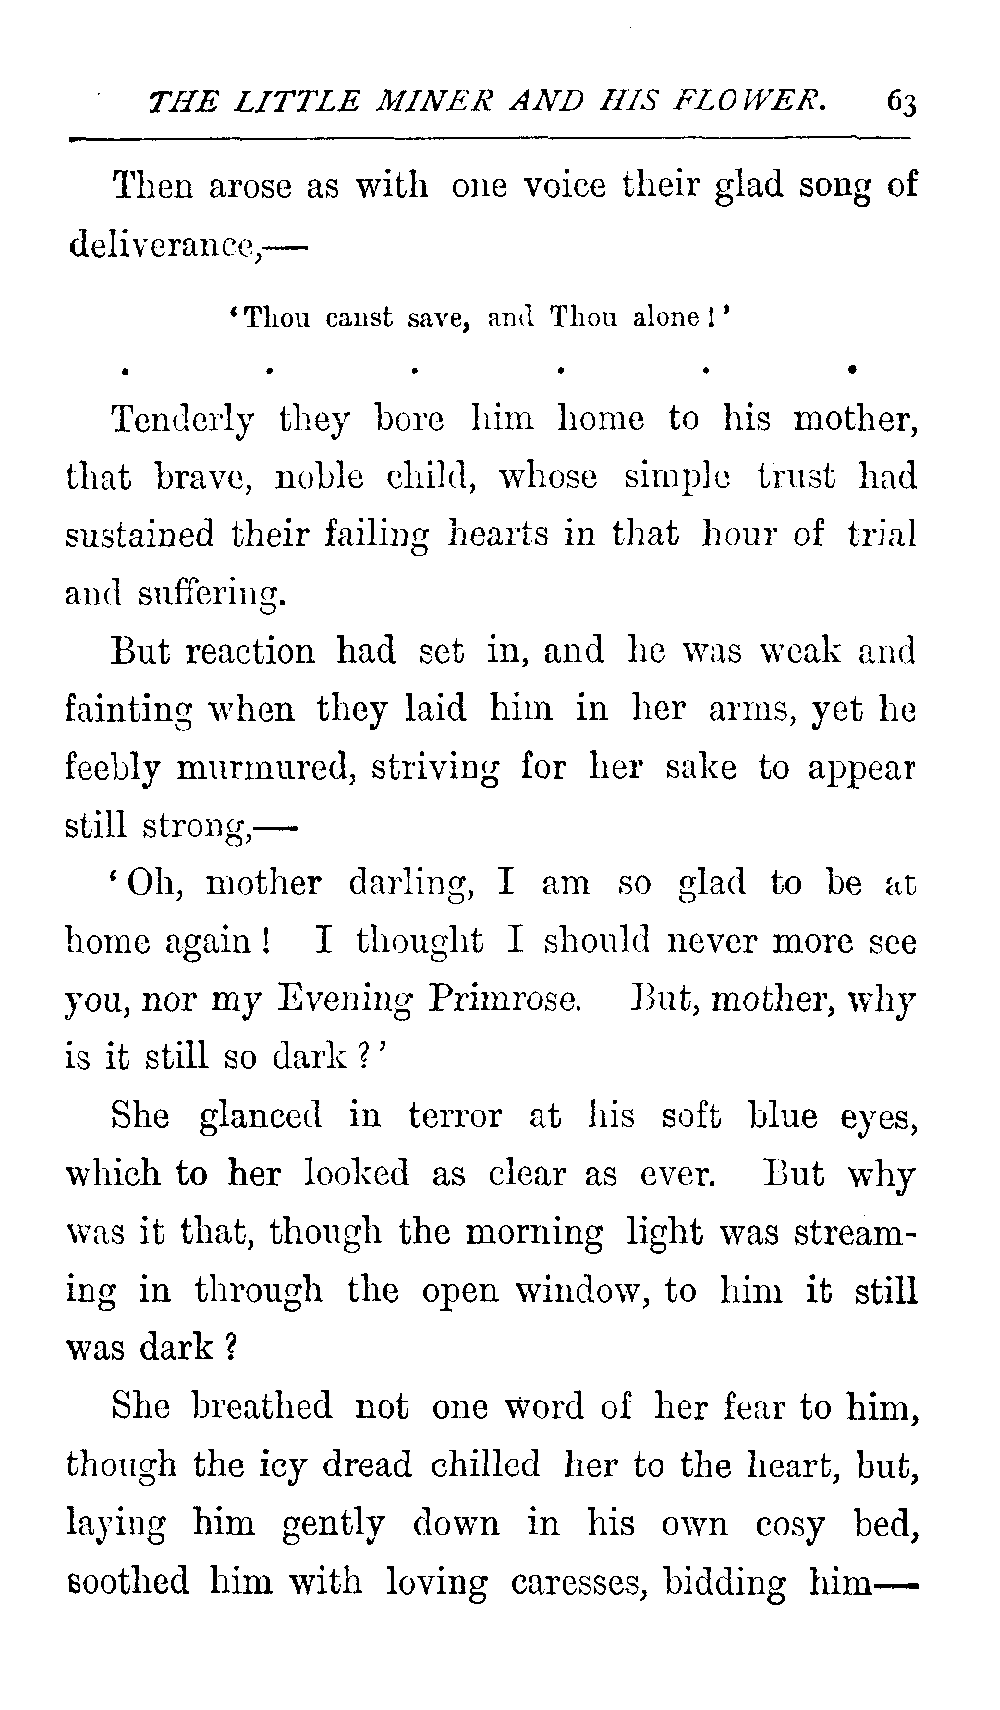 THE LITTLE MINER AND HIS FLOWER. 63
Then arose as with one voice their glad song of
deliverance,—
‘Thou canst save, and Thou alone!’
. . . . . .
Tenderly they bore him home to his mother,
that brave, noble child, whose simple trust had
sustained their failing hearts in that hour of trial
and suffering.
But reaction had set in, and he was weak and
fainting when they laid him in her arms, yet he
feebly murmured, striving for her sake to appear
still strong,—
‘Oh, mother darling, I am so glad to be at
home again! I thought I should never more see
you, nor my Evening Primrose. But, mother, why
is it still so dark?’
She glanced in terror at his soft blue eyes,
which to her looked as clear as ever. But why
was it that, though the morning light was stream-
ing in through the open window, to him it still
was dark?
She breathed not one word of her fear to him,
though the icy dread chilled her to the heart, but,
laying him gently down in his own cosy bed,
soothed him with loving caresses, bidding him—